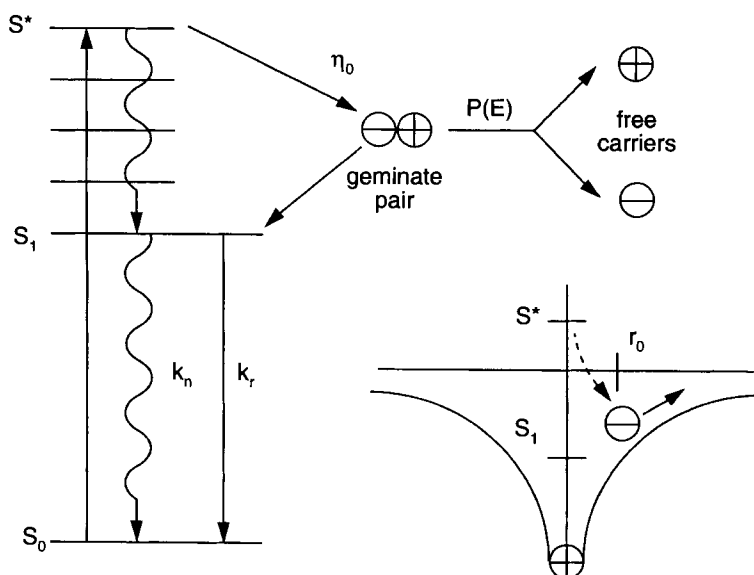 S*
η₀
P(E)
free
carriers
geminate
pair
S₁
kₙ
kᵣ
S₀
S*
r₀
S₁